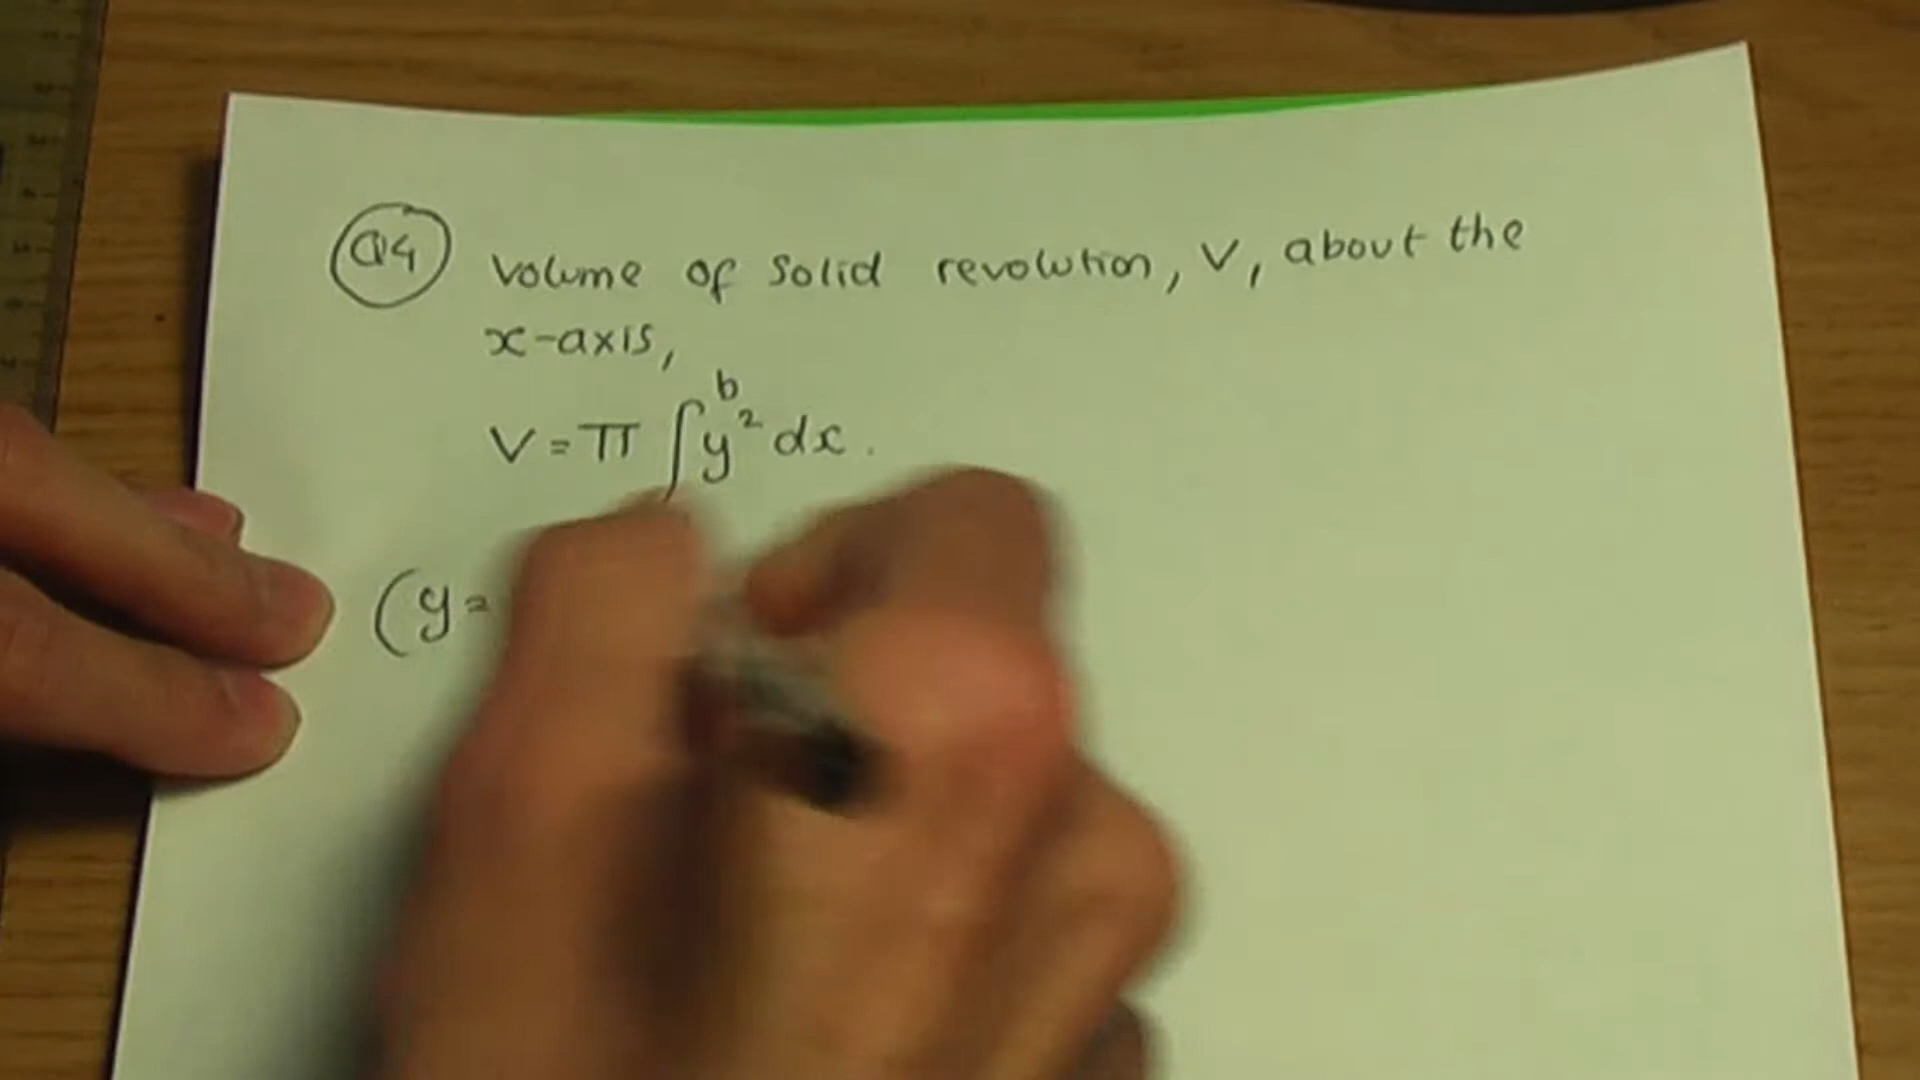 Q4 Volume of Solid revolution, V, about the
x-axis,
V = π ∫ᵇ y² dx.
(y=